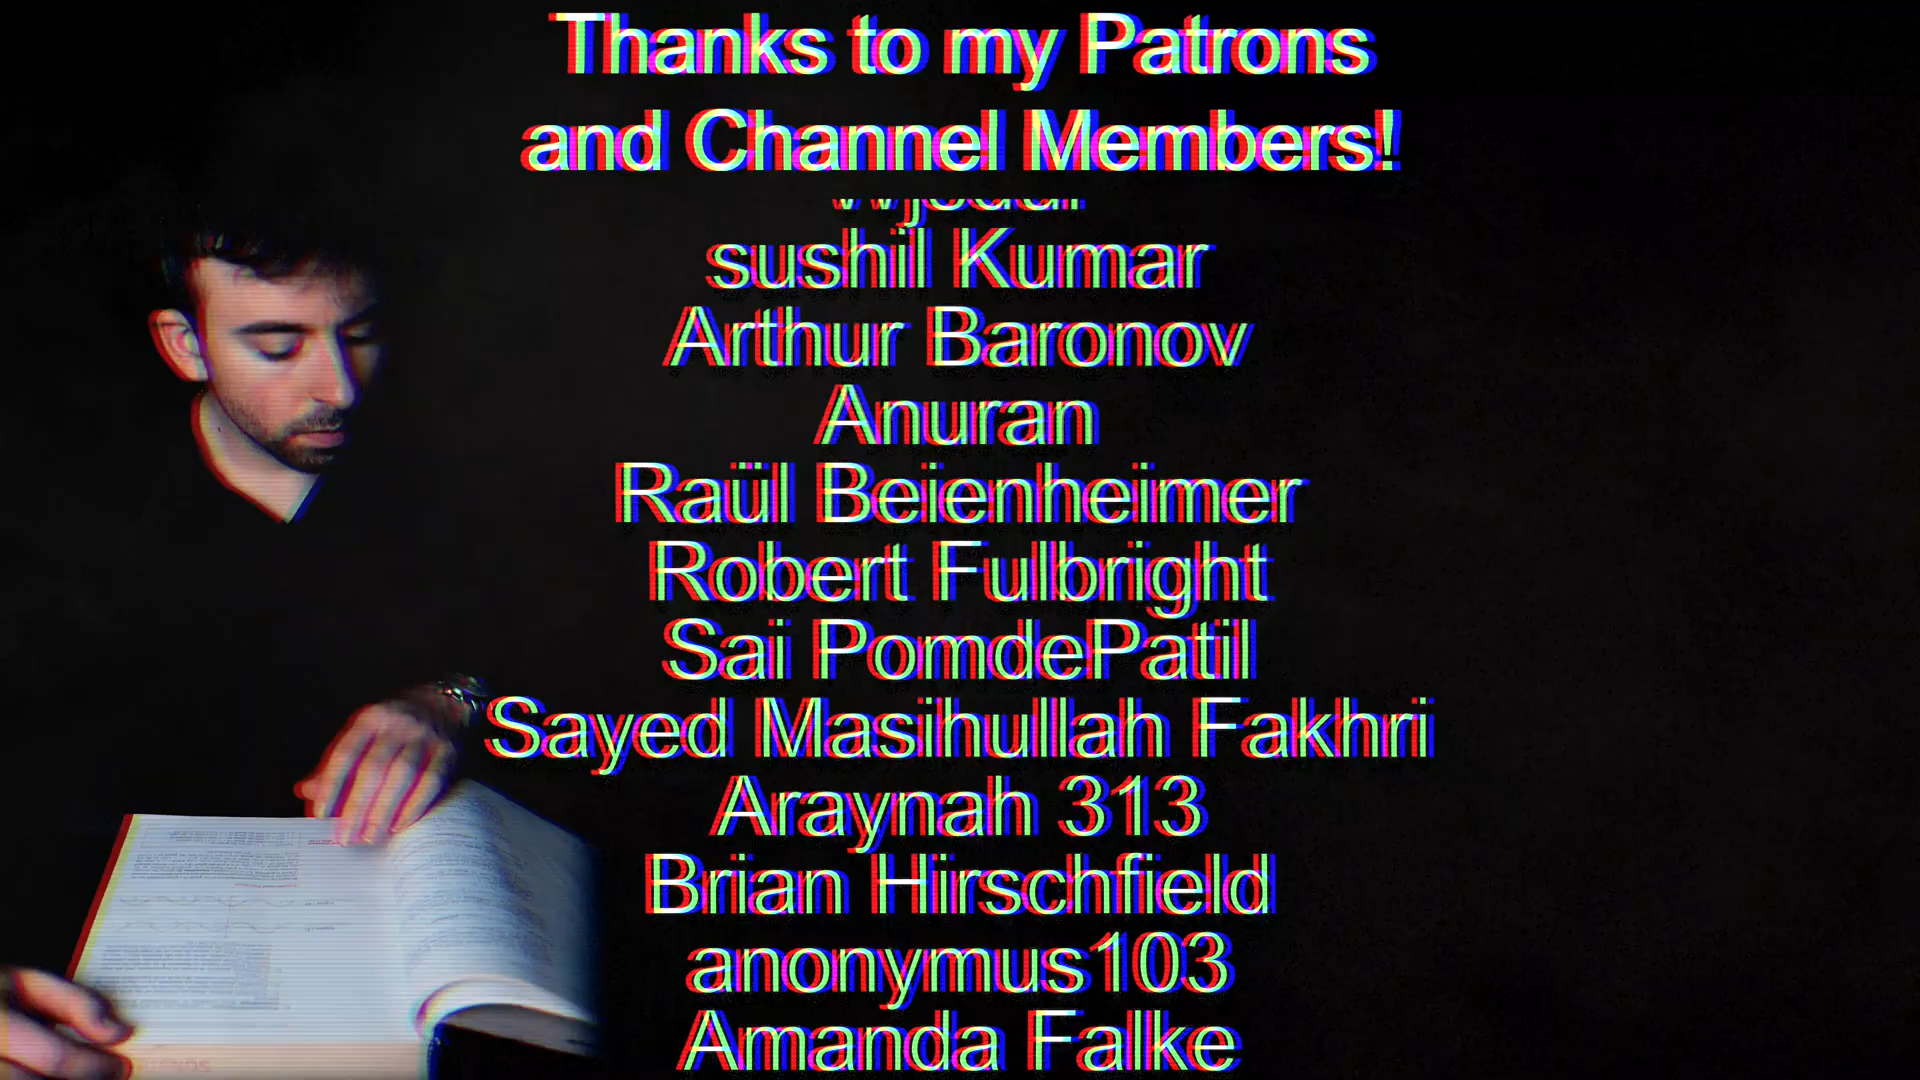 Thanks to my Patrons
and Channel Members!
sushil Kumar
Arthur Baronov
Anuran
Raül Beienheimer
Robert Fulbright
Sai PomdePatil
Sayed Masihullah Fakhri
Araynah 313
Brian Hirschfield
anonymus103
Amanda Falke